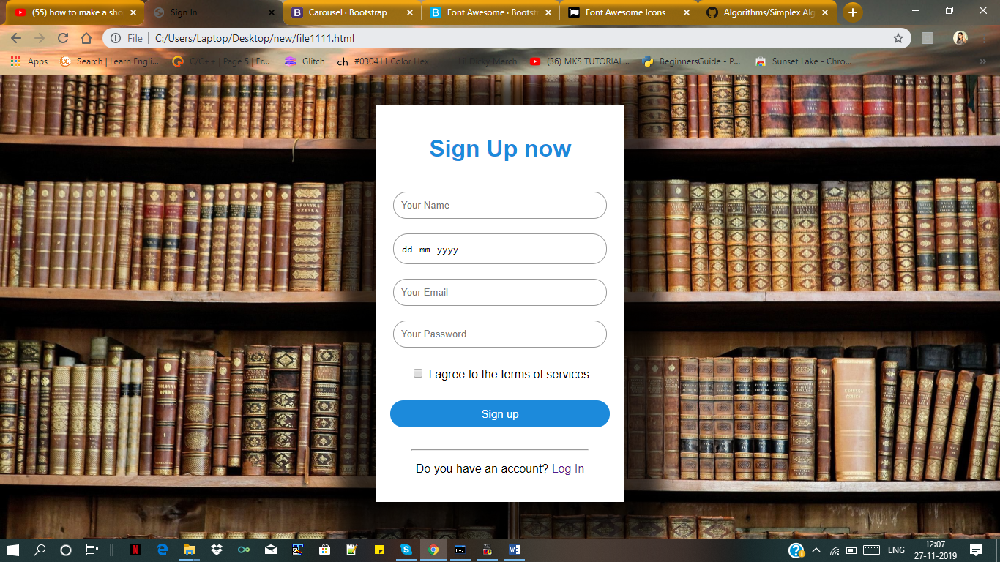 (55) how to make a sho
Sign In
Carousel · Bootstrap
Font Awesome · Bootst
Font Awesome Icons
Algorithms/Simplex Alg
File
C:/Users/Laptop/Desktop/new/file1111.html
Apps
Search | Learn Engli...
C/C++ | Page 5 | Fr...
Glitch
ch
#030411 Color Hex
Lil Dicky Merch
(36) MKS TUTORIAL...
BeginnersGuide - P...
Sunset Lake - Chro...
Sign Up now
Your Name
dd-mm-yyyy
Your Email
Your Password
I agree to the terms of services
Sign up
Do you have an account? Log In
KRONYKA
CZESKA
ENG
12:07
27-11-2019